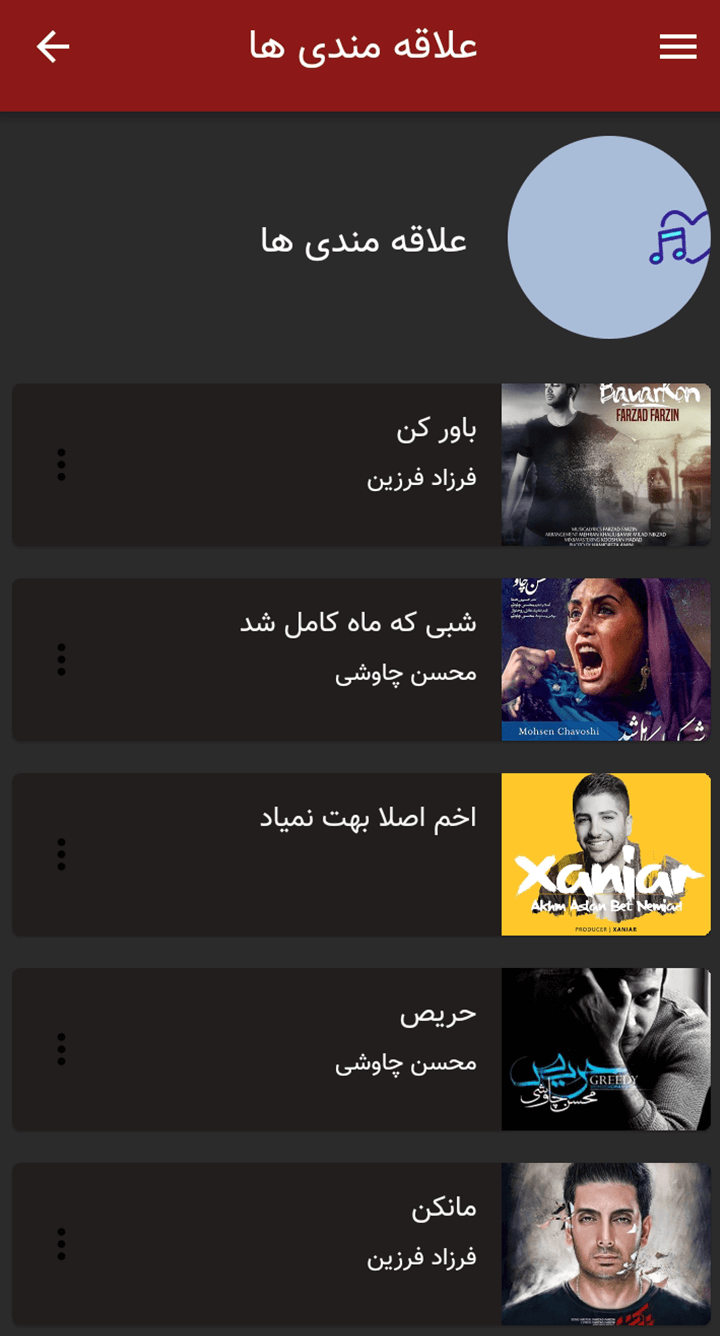 علاقه مندی ها
علاقه مندی ها
BavarKon
FARZAD FARZIN
باور کن
فرزاد فرزین
شبی که ماه کامل شد
محسن چاوشی
Mohsen Chavoshi
xaniar
Akhm Aslan Bet Nemiad
PRODUCER | XANIAR
اخم اصلا بهت نمیاد
حریص
GREEDY
محسن چاوشی
حریص
محسن چاوشی
مانکن
فرزاد فرزین